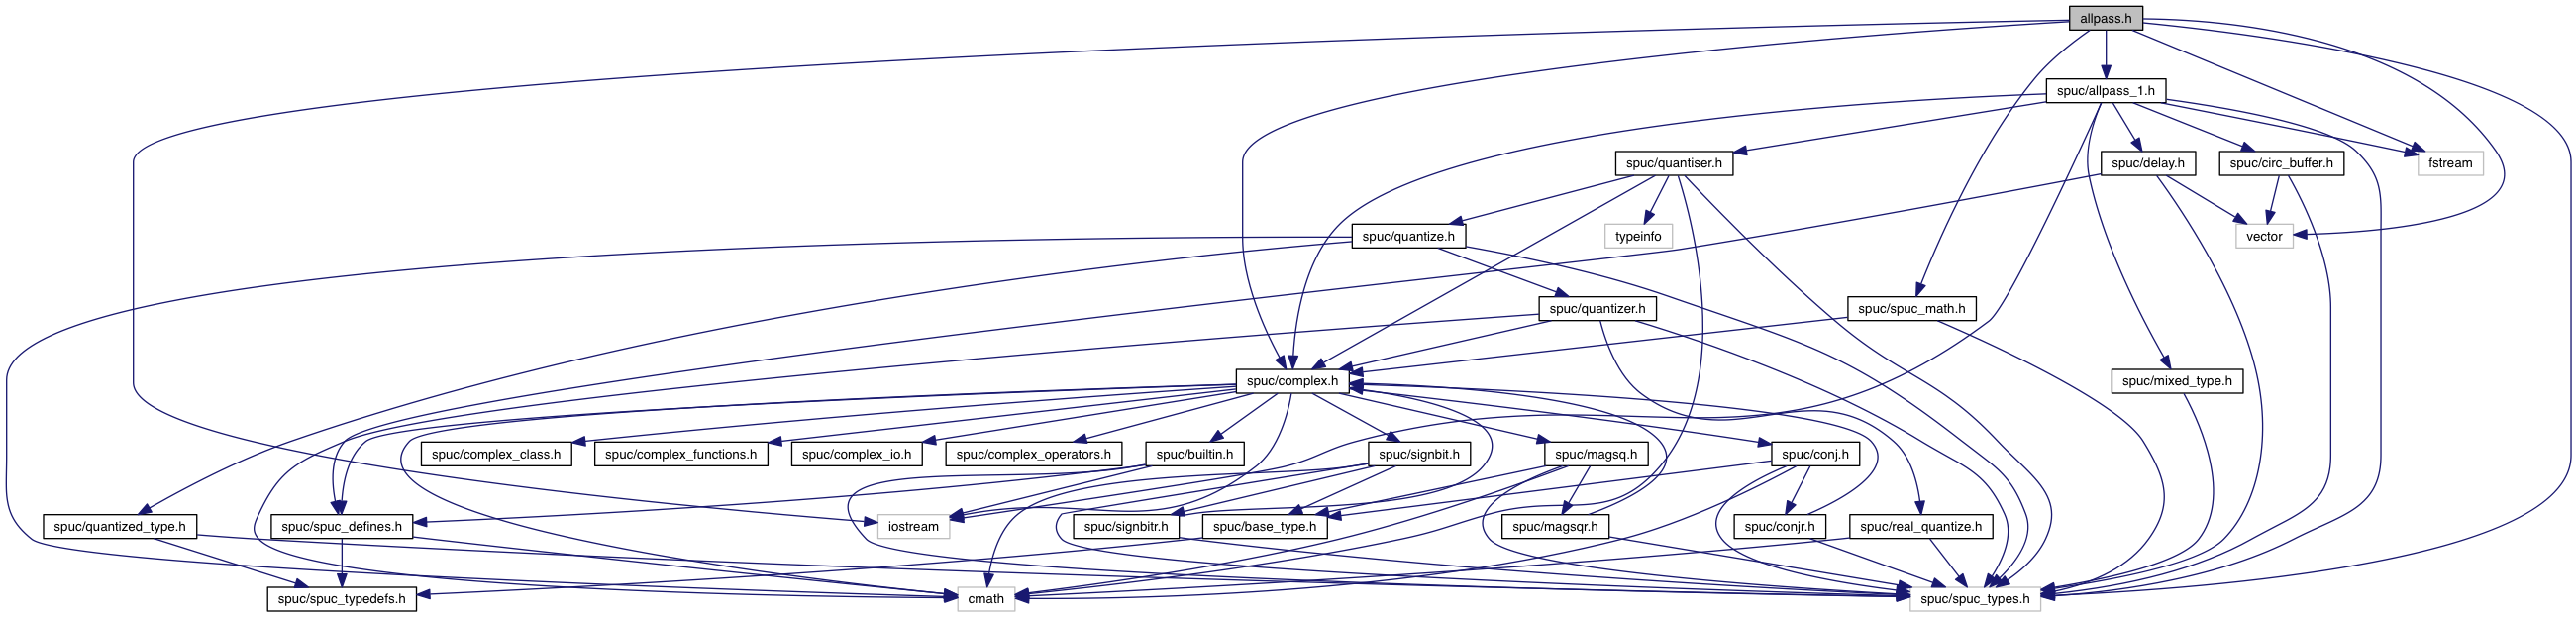 allpass.h
spuc/allpass_1.h
spuc/quantiser.h
spuc/delay.h
spuc/circ_buffer.h
fstream
spuc/quantize.h
typeinfo
vector
spuc/quantizer.h
spuc/spuc_math.h
spuc/complex.h
spuc/mixed_type.h
spuc/complex_class.h
spuc/complex_functions.h
spuc/complex_io.h
spuc/complex_operators.h
spuc/builtin.h
spuc/signbit.h
spuc/magsq.h
spuc/conj.h
spuc/quantized_type.h
spuc/spuc_defines.h
iostream
spuc/signbitr.h
spuc/base_type.h
spuc/magsqr.h
spuc/conjr.h
spuc/real_quantize.h
spuc/spuc_typedefs.h
cmath
spuc/spuc_types.h